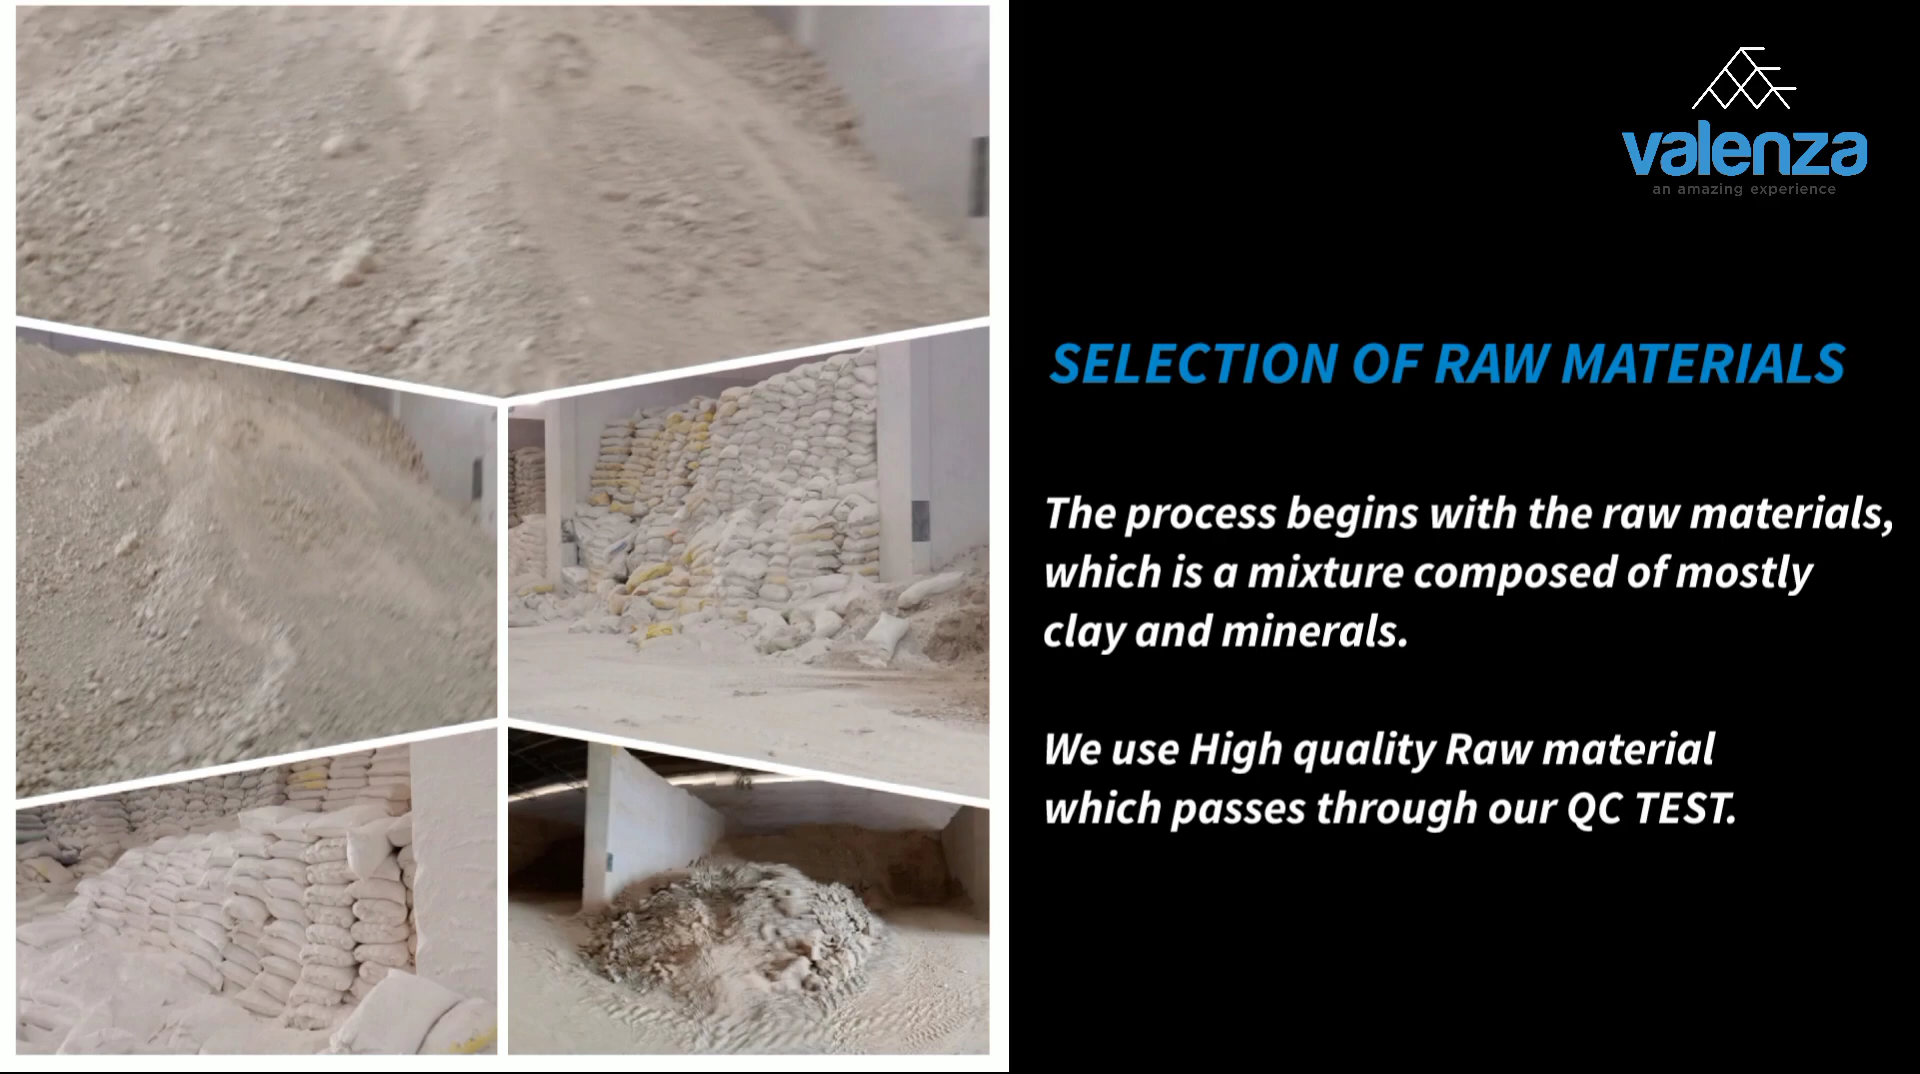 valenza
an amazing experience
SELECTION OF RAW MATERIALS
The process begins with the raw materials,
which is a mixture composed of mostly
clay and minerals.
We use High quality Raw material
which passes through our QC TEST.